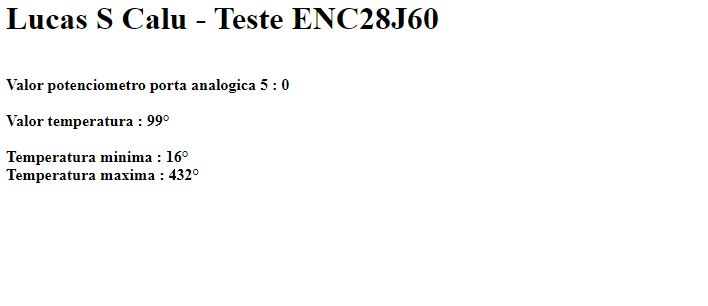 Lucas S Calu - Teste ENC28J60
Valor potenciometro porta analogica 5 : 0
Valor temperatura : 99°
Temperatura minima : 16°
Temperatura maxima : 432°